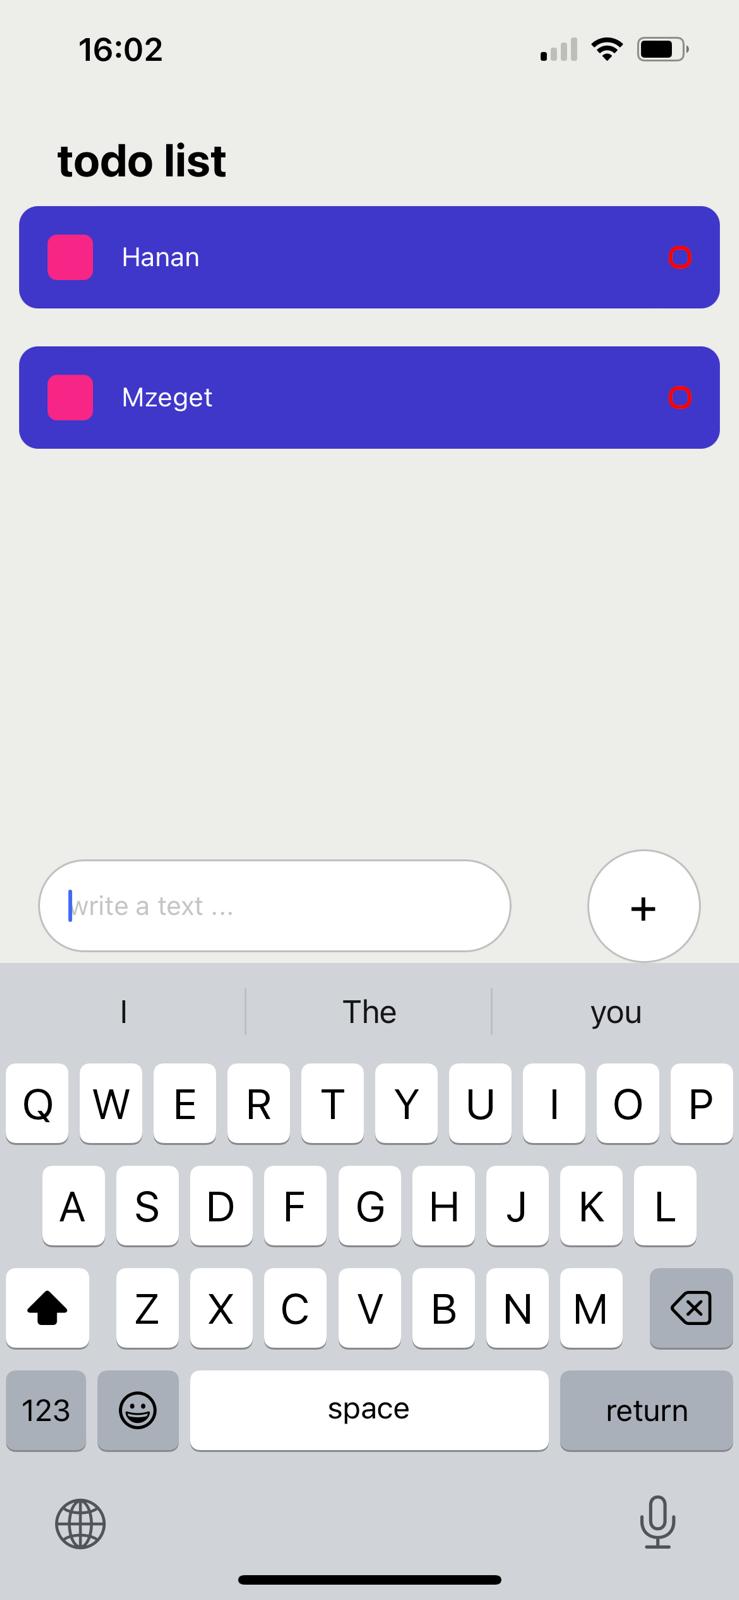 16:02
todo list
Hanan
Mzeget
write a text ...
+
I The you
Q W E R T Y U I O P
A S D F G H J K L
Z X C V B N M
123 space return